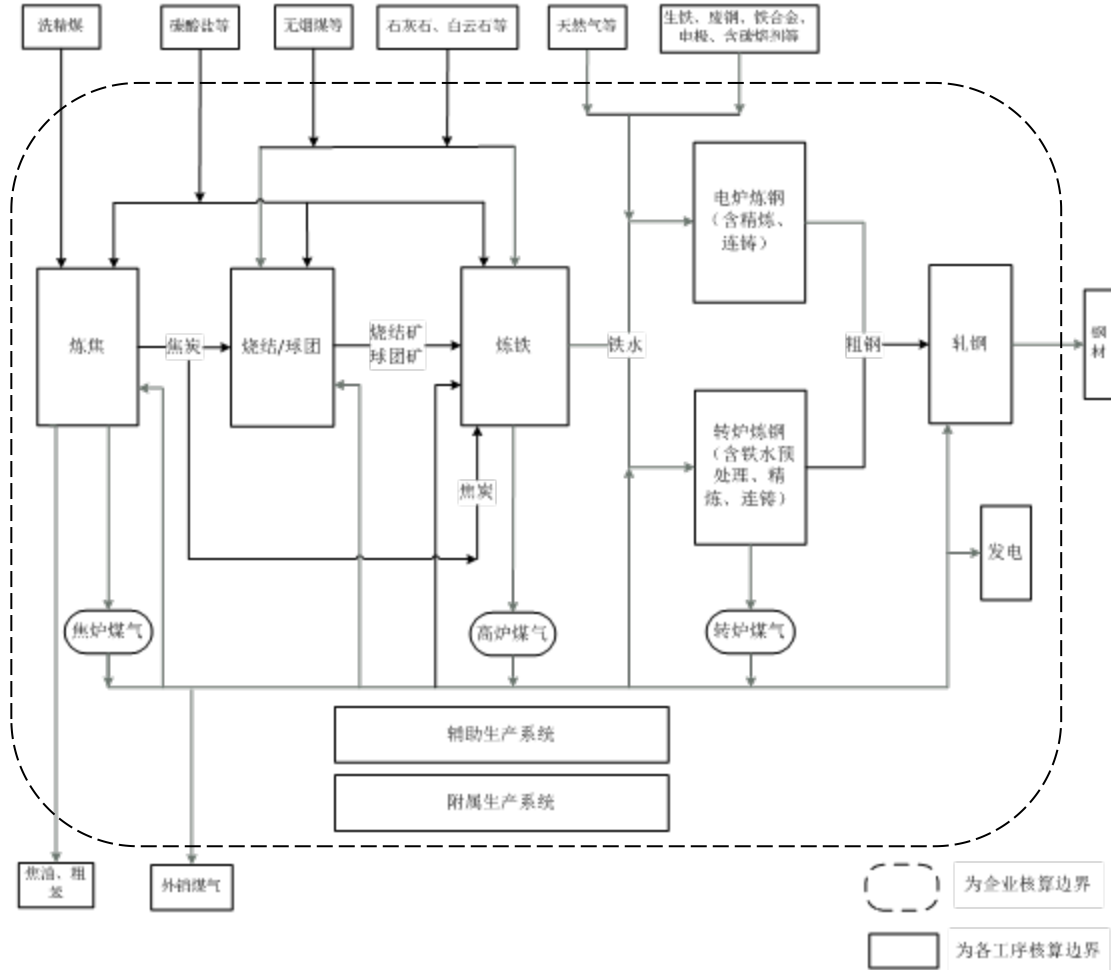 洗精煤
碳酸盐等
无烟煤等
石灰石、白云石等
天然气等
生铁、废钢、铁合金、
电极、含碳熔剂等
电炉炼钢
（含精炼、
连铸）
炼焦
焦炭
烧结/球团
烧结矿
球团矿
炼铁
铁水
粗钢
轧钢
钢
材
转炉炼钢
（含铁水预
处理、精
炼、连铸）
焦炭
发电
焦炉煤气
高炉煤气
转炉煤气
辅助生产系统
附属生产系统
焦油、粗
苯
外销煤气
为企业核算边界
为各工序核算边界